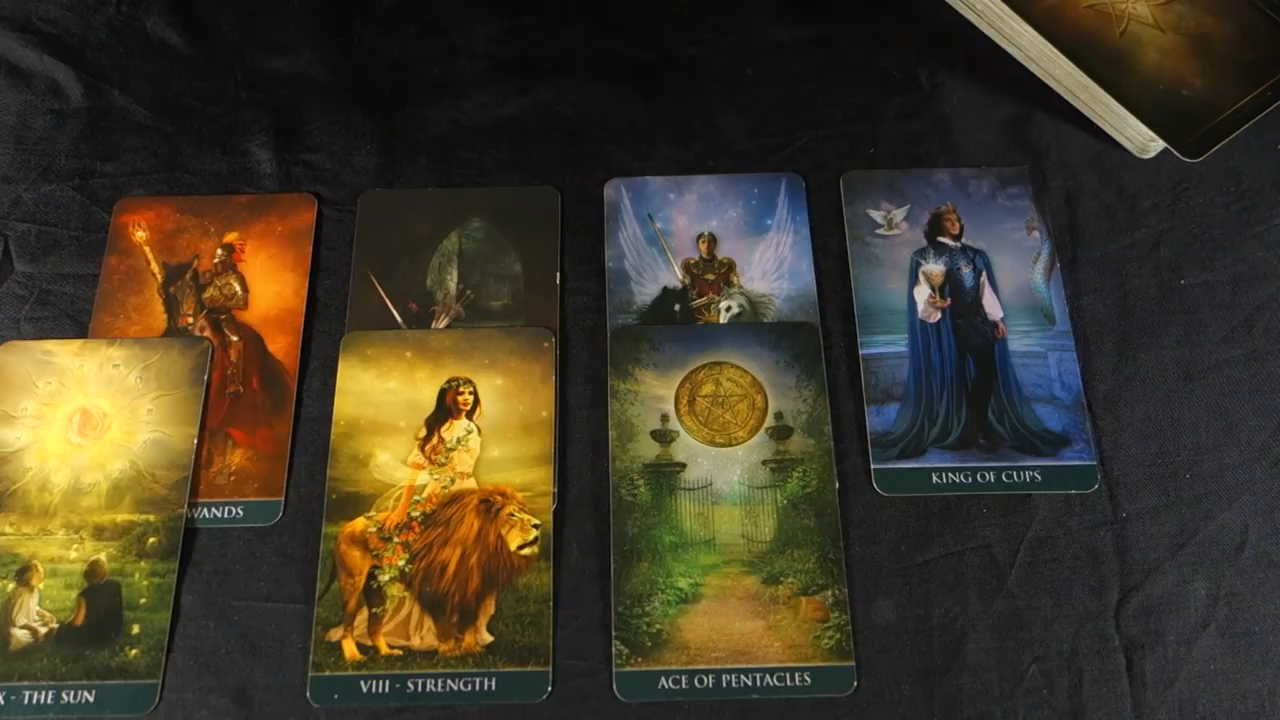 KING OF CUPS
WANDS
X - THE SUN
VIII - STRENGTH
ACE OF PENTACLES